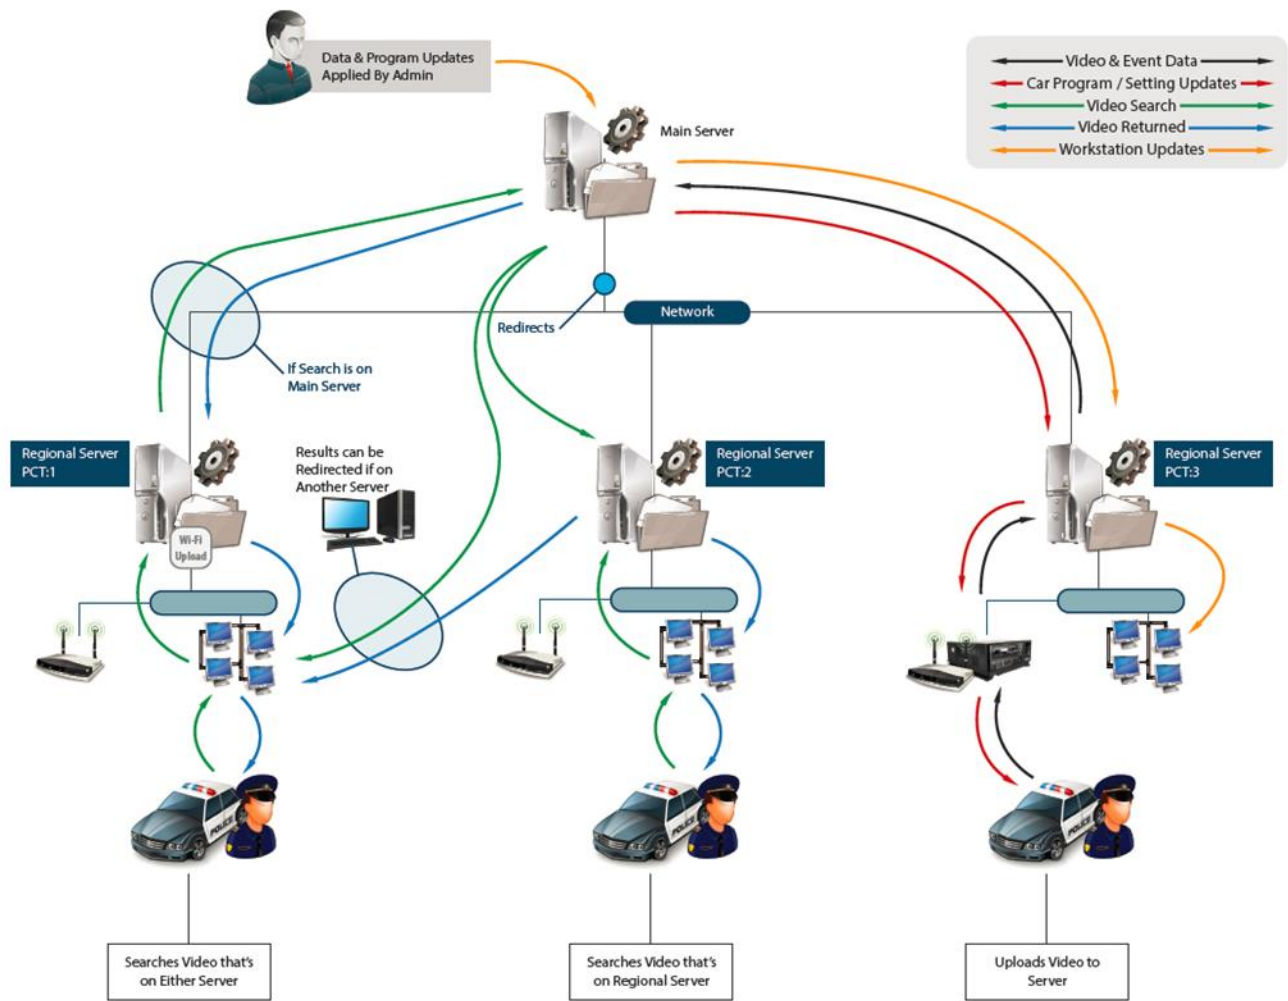 Data & Program Updates
Applied By Admin
Video & Event Data
Car Program / Setting Updates
Video Search
Video Returned
Workstation Updates
Main Server
Redirects
Network
If Search is on
Main Server
Regional Server
PCT:1
Results can be
Redirected if on
Another Server
Regional Server
PCT:2
Regional Server
PCT:3
Wi-Fi
Upload
POLICE
POLICE
POLICE
Searches Video that's
on Either Server
Searches Video that's
on Regional Server
Uploads Video to
Server